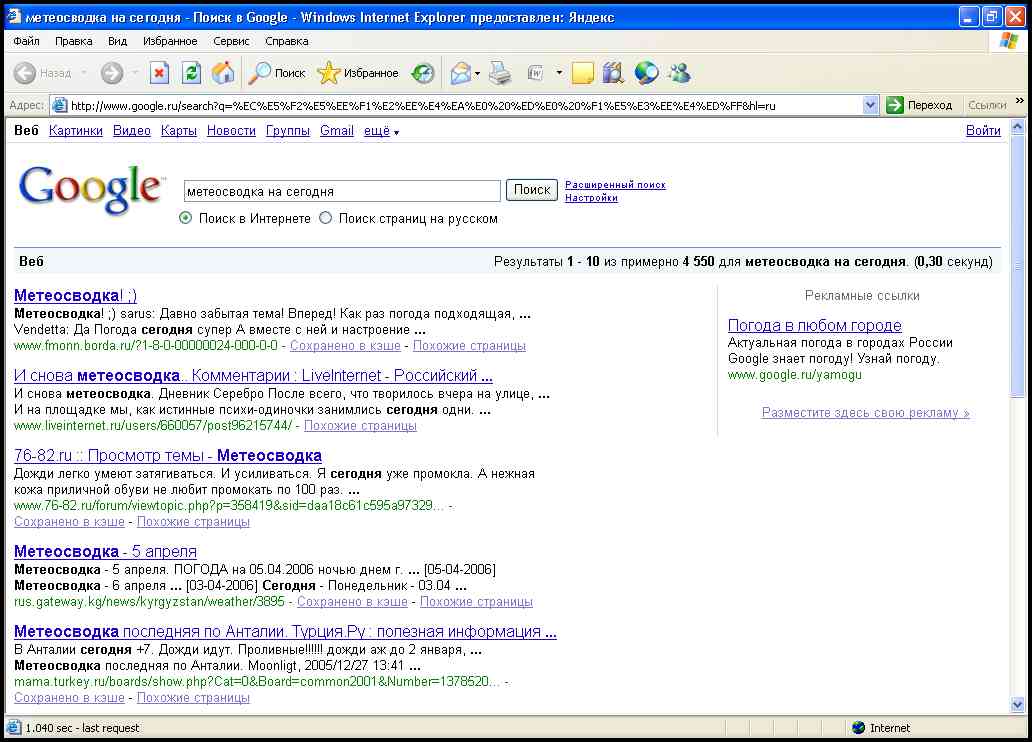 метеосводка на сегодня - Поиск в Google - Windows Internet Explorer предоставлен: Яндекс
Файл Правка Вид Избранное Сервис Справка
Назад Поиск Избранное
Адрес: http://www.google.ru/search?q=%EC%E5%F2%E5%EE%F1%E2%EE%E4%EA%E0%20%ED%E0%20%F1%E5%E3%EE%E4%ED%FF&hl=ru Переход Ссылки »
Веб Картинки Видео Карты Новости Группы Gmail ещё Войти
Google™
метеосводка на сегодня Поиск Расширенный поиск
Настройки
Поиск в Интернете Поиск страниц на русском
Веб Результаты 1 - 10 из примерно 4 550 для метеосводка на сегодня. (0,30 секунд)
Метеосводка! ;)
Метеосводка! ;) sarus: Давно забытая тема! Вперед! Как раз погода подходящая, ...
Vendetta: Да Погода сегодня супер А вместе с ней и настроение ...
www.fmonn.borda.ru/?1-8-0-00000024-000-0-0 - Сохранено в кэше - Похожие страницы
И снова метеосводка.. Комментарии : LiveInternet - Российский ...
И снова метеосводка. Дневник Серебро После всего, что творилось вчера на улице, ...
И на площадке мы, как истинные психи-одиночки занимлись сегодня одни. ...
www.liveinternet.ru/users/660057/post96215744/ - Похожие страницы
76-82.ru :: Просмотр темы - Метеосводка
Дожди легко умеют затягиваться. И усиливаться. Я сегодня уже промокла. А нежная
кожа приличной обуви не любит промокать по 100 раз. ...
www.76-82.ru/forum/viewtopic.php?p=358419&sid=daa18c61c595a97329... -
Сохранено в кэше - Похожие страницы
Метеосводка - 5 апреля
Метеосводка - 5 апреля. ПОГОДА на 05.04.2006 ночью днем г. ... [05-04-2006]
Метеосводка - 6 апреля ... [03-04-2006] Сегодня - Понедельник - 03.04 ...
rus.gateway.kg/news/kyrgyzstan/weather/3895 - Сохранено в кэше - Похожие страницы
Метеосводка последняя по Анталии. Турция.Ру : полезная информация ...
В Анталии сегодня +7. Дожди идут. Проливные!!!!!! дожди аж до 2 января, ...
Метеосводка последняя по Анталии. Moonligt, 2005/12/27 13:41 ...
mama.turkey.ru/boards/show.php?Cat=0&Board=common2001&Number=1378520... -
Сохранено в кэше - Похожие страницы
Рекламные ссылки
Погода в любом городе
Актуальная погода в городах России
Google знает погоду! Узнай погоду.
www.google.ru/yamogu
Разместите здесь свою рекламу »
1.040 sec - last request Internet